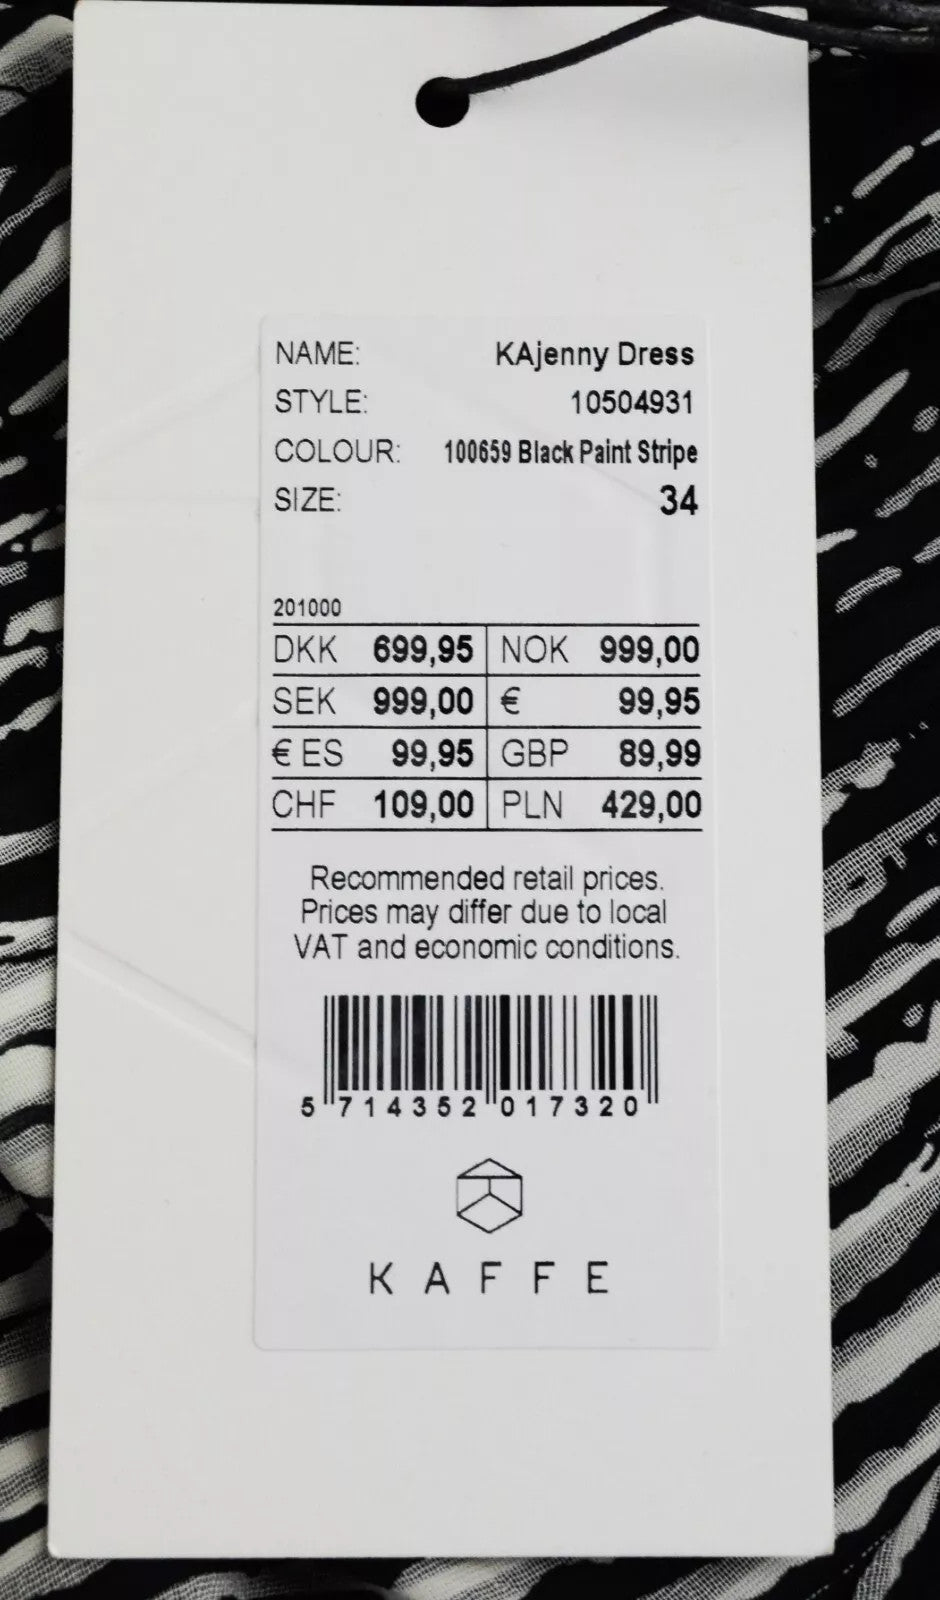 NAME: KAjenny Dress
STYLE: 10504931
COLOUR: 100659 Black Paint Stripe
SIZE: 34
201000
DKK 699,95 NOK 999,00
SEK 999,00 € 99,95
€ ES 99,95 GBP 89,99
CHF 109,00 PLN 429,00
Recommended retail prices.
Prices may differ due to local
VAT and economic conditions.
5 714352 017320
KAFFE